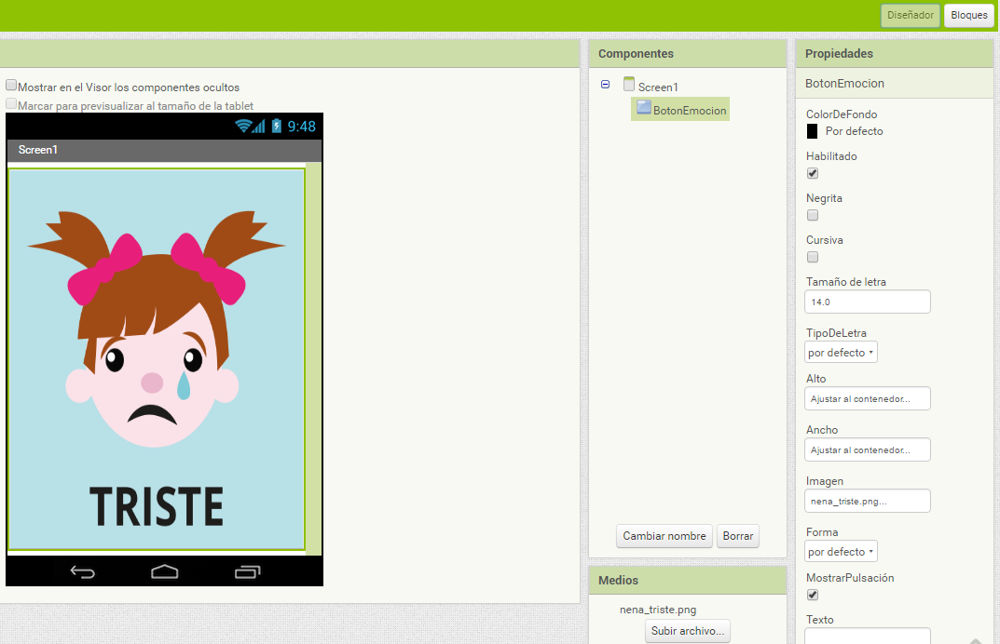 Diseñador
Bloques
Componentes
Propiedades
Mostrar en el Visor los componentes ocultos
Marcar para previsualizar al tamaño de la tablet
9:48
Screen1
TRISTE
Screen1
BotonEmocion
Cambiar nombre
Borrar
Medios
nena_triste.png
Subir archivo...
BotonEmocion
ColorDeFondo
Por defecto
Habilitado
Negrita
Cursiva
Tamaño de letra
14.0
TipoDeLetra
por defecto
Alto
Ajustar al contenedor...
Ancho
Ajustar al contenedor...
Imagen
nena_triste.png...
Forma
por defecto
MostrarPulsación
Texto